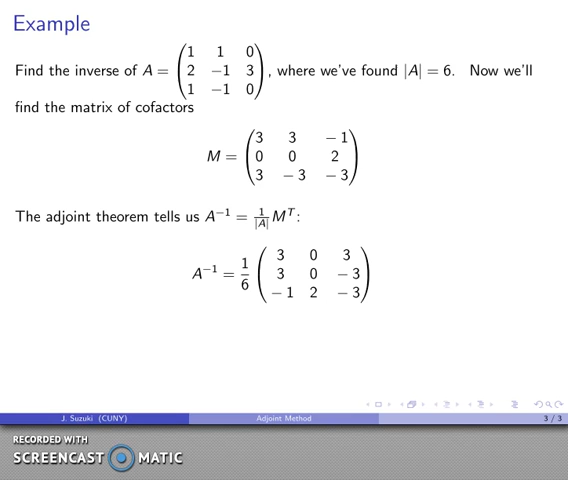 Example
Find the inverse of A = ( 1 1 0 ; 2 −1 3 ; 1 −1 0 ), where we've found |A| = 6. Now we'll
find the matrix of cofactors
M = ( 3 3 −1 ; 0 0 2 ; 3 −3 −3 )
The adjoint theorem tells us A⁻¹ = 1/|A| Mᵀ:
A⁻¹ = 1/6 ( 3 0 3 ; 3 0 −3 ; −1 2 −3 )
J. Suzuki (CUNY) Adjoint Method 3 / 3
RECORDED WITH
SCREENCAST MATIC